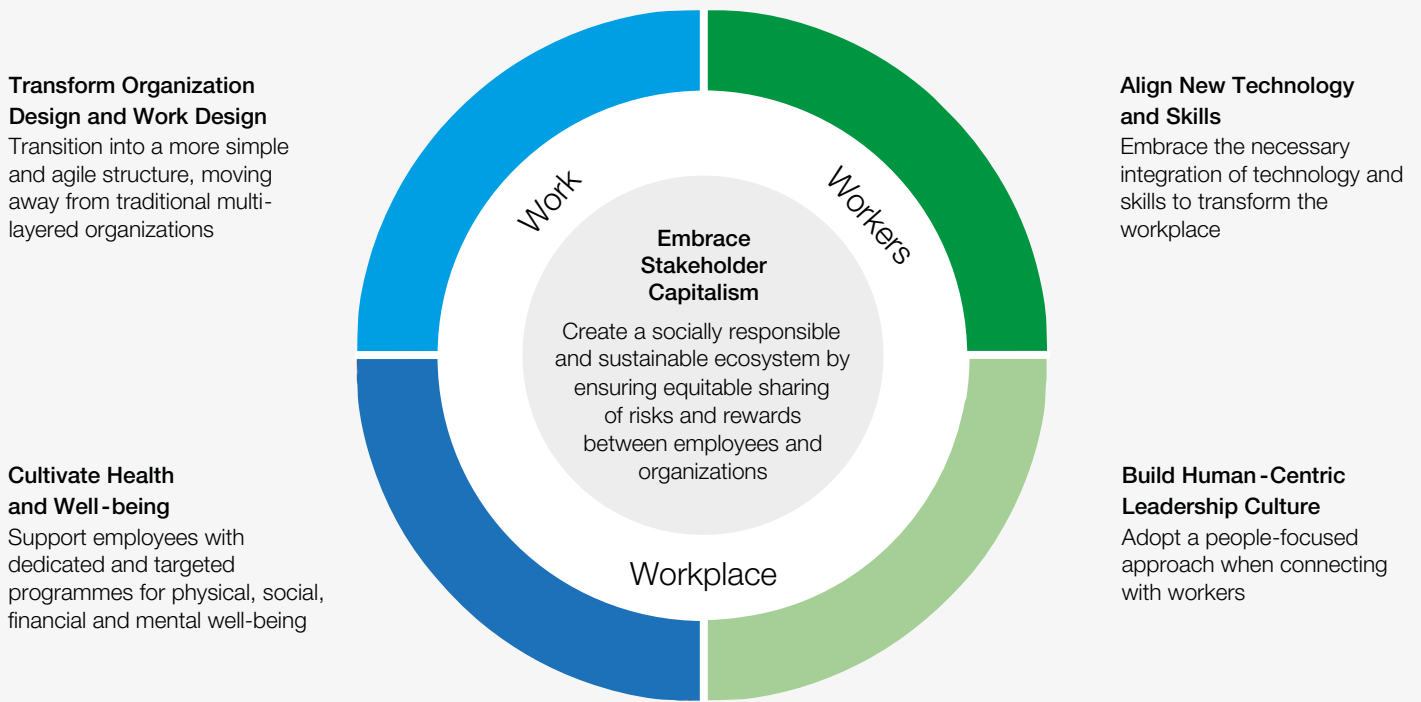 Transform Organization
Design and Work Design
Transition into a more simple
and agile structure, moving
away from traditional multi-
layered organizations
Align New Technology
and Skills
Embrace the necessary
integration of technology and
skills to transform the
workplace
Work
Workers
Embrace
Stakeholder
Capitalism
Create a socially responsible
and sustainable ecosystem by
ensuring equitable sharing
of risks and rewards
between employees and
organizations
Workplace
Cultivate Health
and Well-being
Support employees with
dedicated and targeted
programmes for physical, social,
financial and mental well-being
Build Human-Centric
Leadership Culture
Adopt a people-focused
approach when connecting
with workers